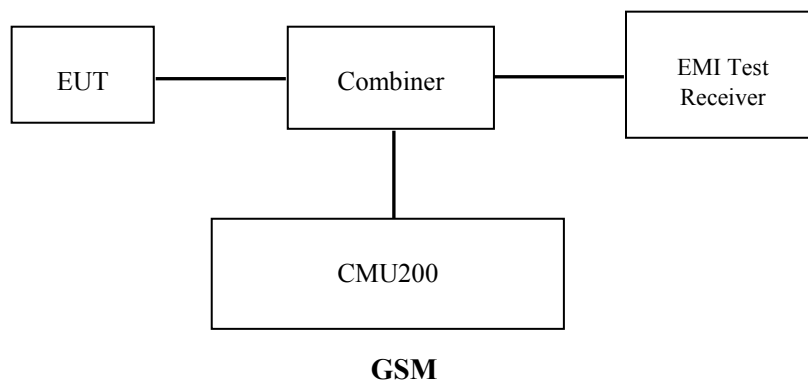 EUT
Combiner
EMI Test
Receiver
CMU200
GSM